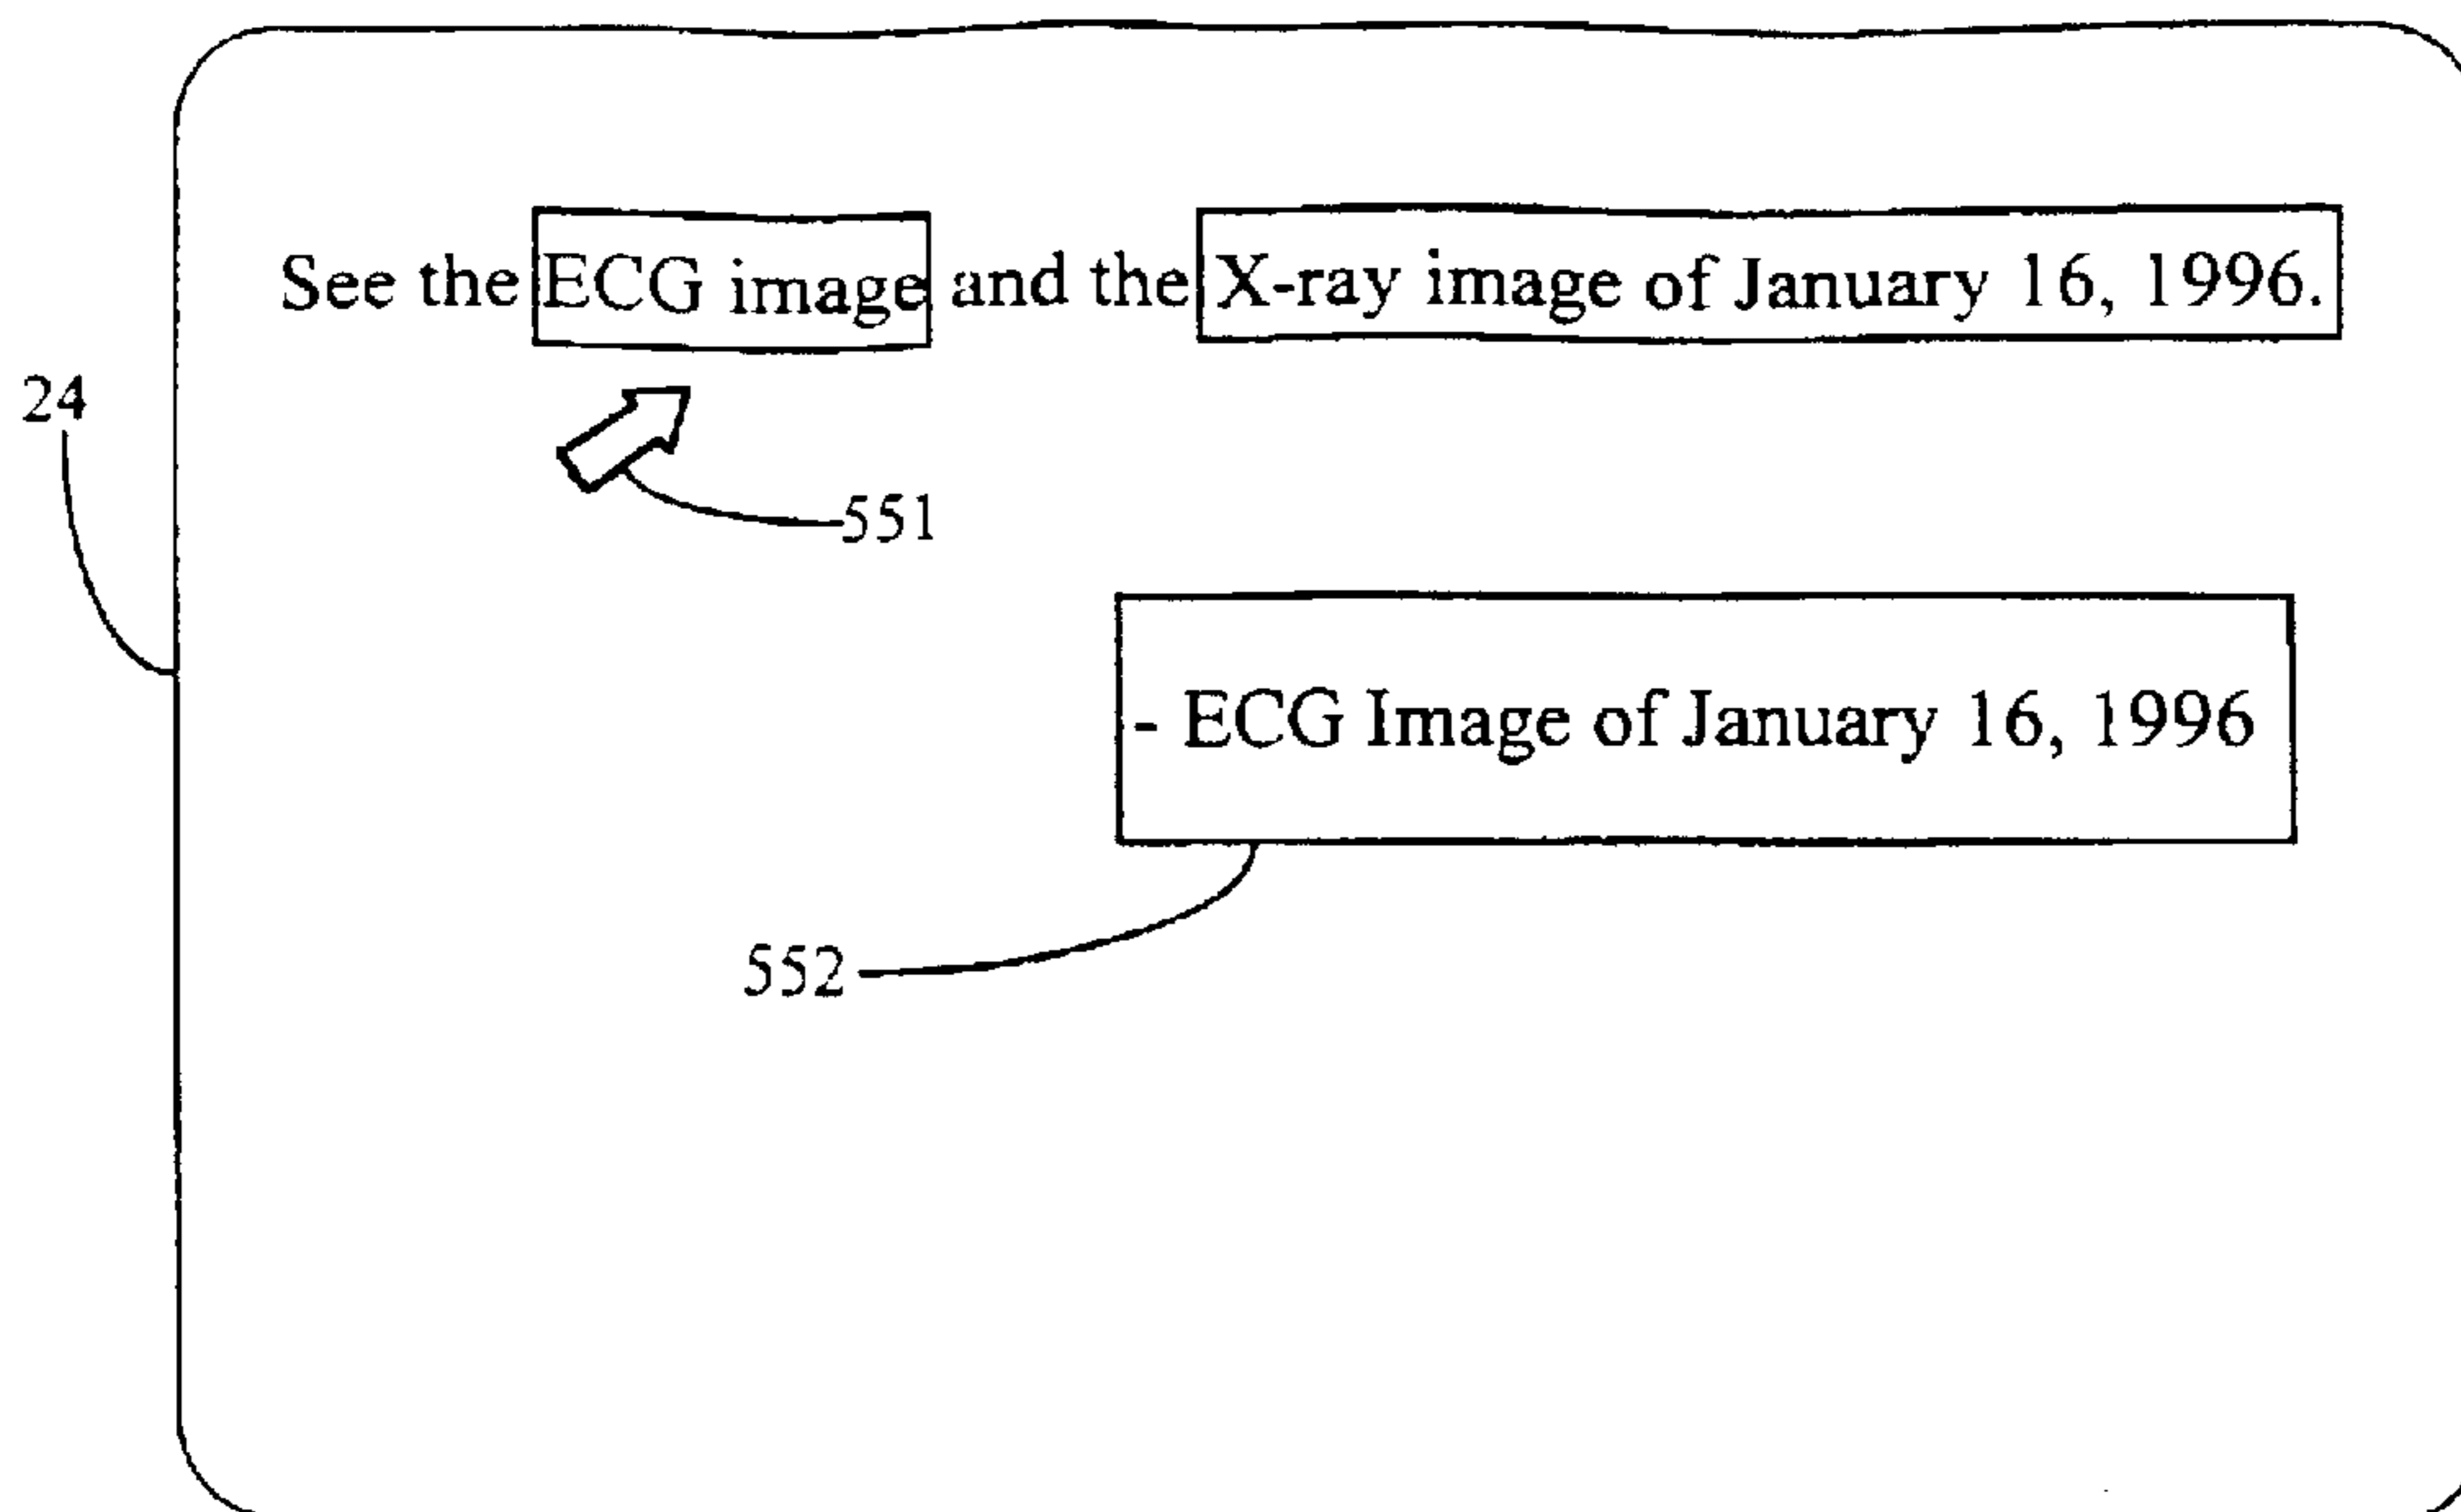 See the ECG image and the X-ray image of January 16, 1996.
24
551
- ECG Image of January 16, 1996
552